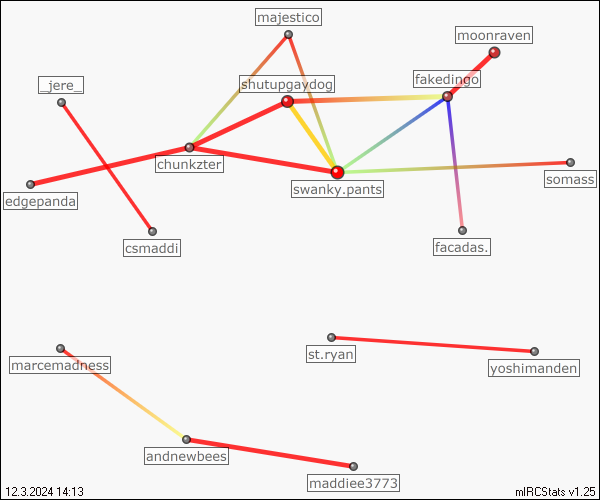 majestico
moonraven
_jere_
shutupgaydog
fakedingo
chunkzter
somass
swanky.pants
edgepanda
csmaddi
facadas.
st.ryan
marcemadness
yoshimanden
andnewbees
maddiee3773
12.3.2024 14:13
mIRCStats v1.25